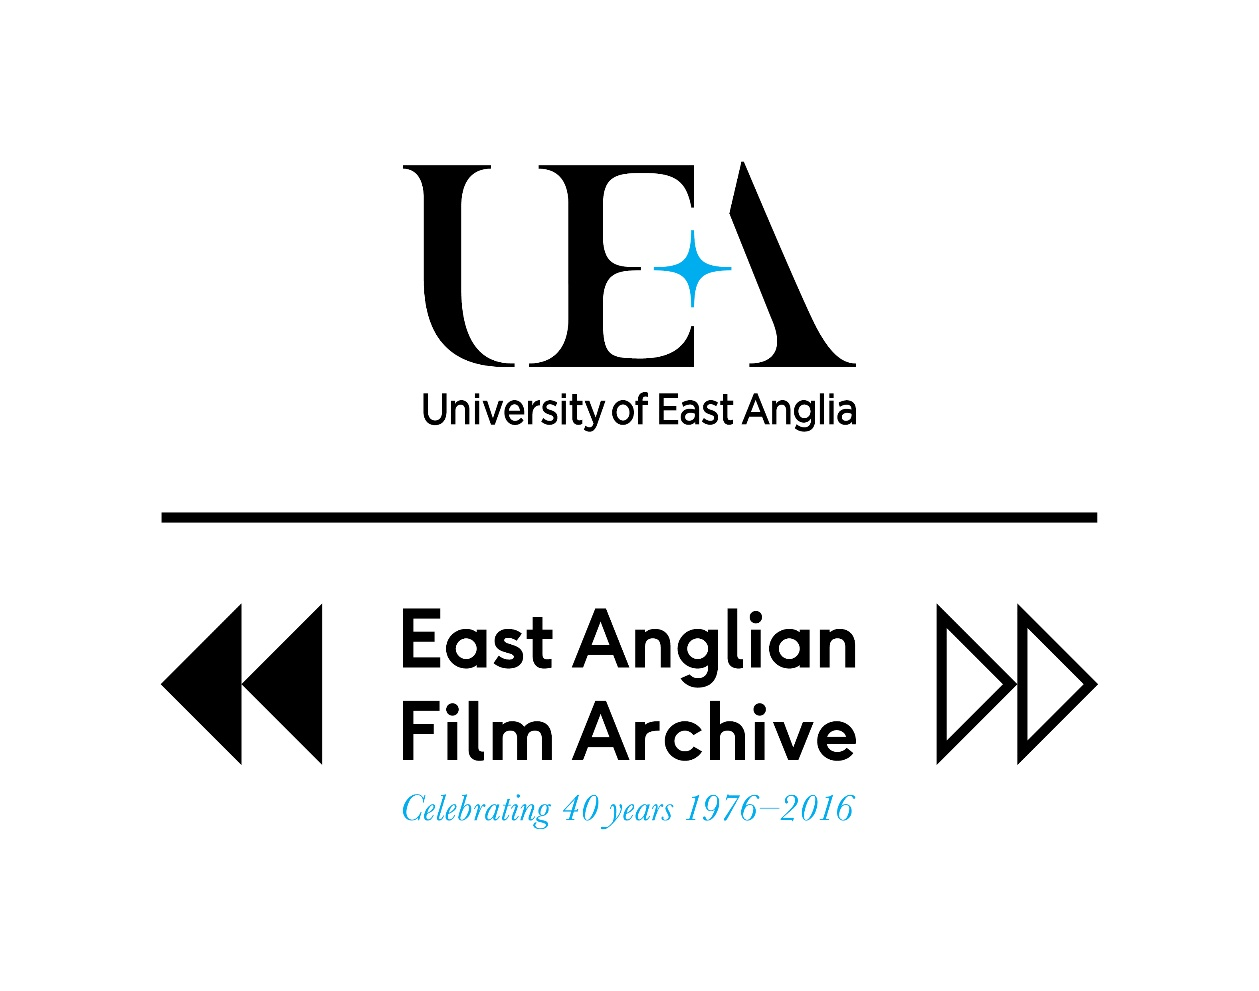 UEA
University of East Anglia
East Anglian
Film Archive
Celebrating 40 years 1976–2016